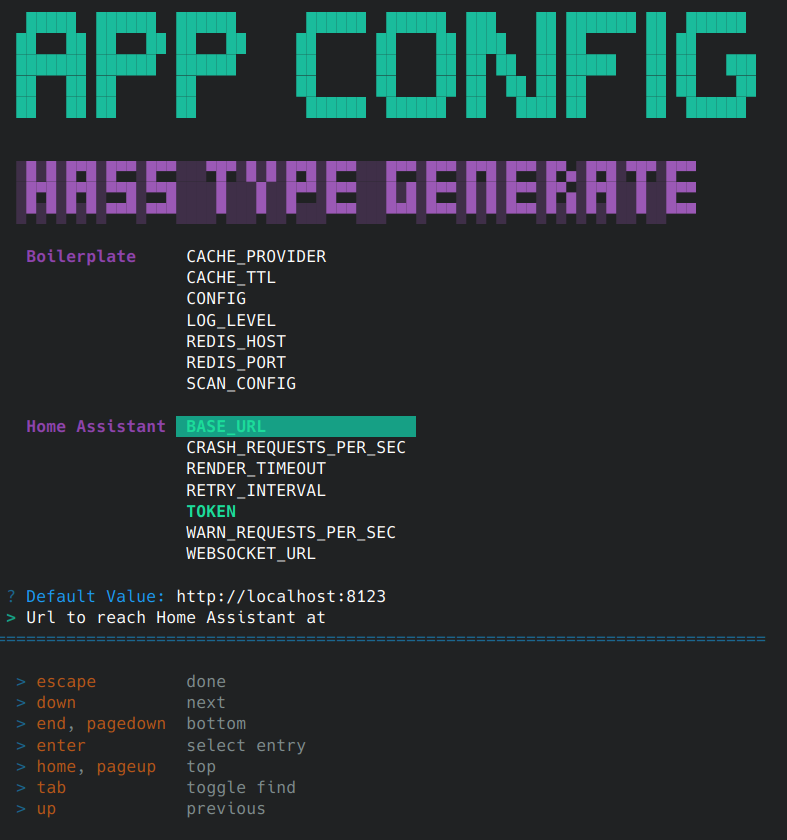 APP CONFIG
HASS TYPE GENERATE
Boilerplate CACHE_PROVIDER
CACHE_TTL
CONFIG
LOG_LEVEL
REDIS_HOST
REDIS_PORT
SCAN_CONFIG
Home Assistant BASE_URL
CRASH_REQUESTS_PER_SEC
RENDER_TIMEOUT
RETRY_INTERVAL
TOKEN
WARN_REQUESTS_PER_SEC
WEBSOCKET_URL
? Default Value: http://localhost:8123
> Url to reach Home Assistant at
=============================================================================
> escape done
> down next
> end, pagedown bottom
> enter select entry
> home, pageup top
> tab toggle find
> up previous